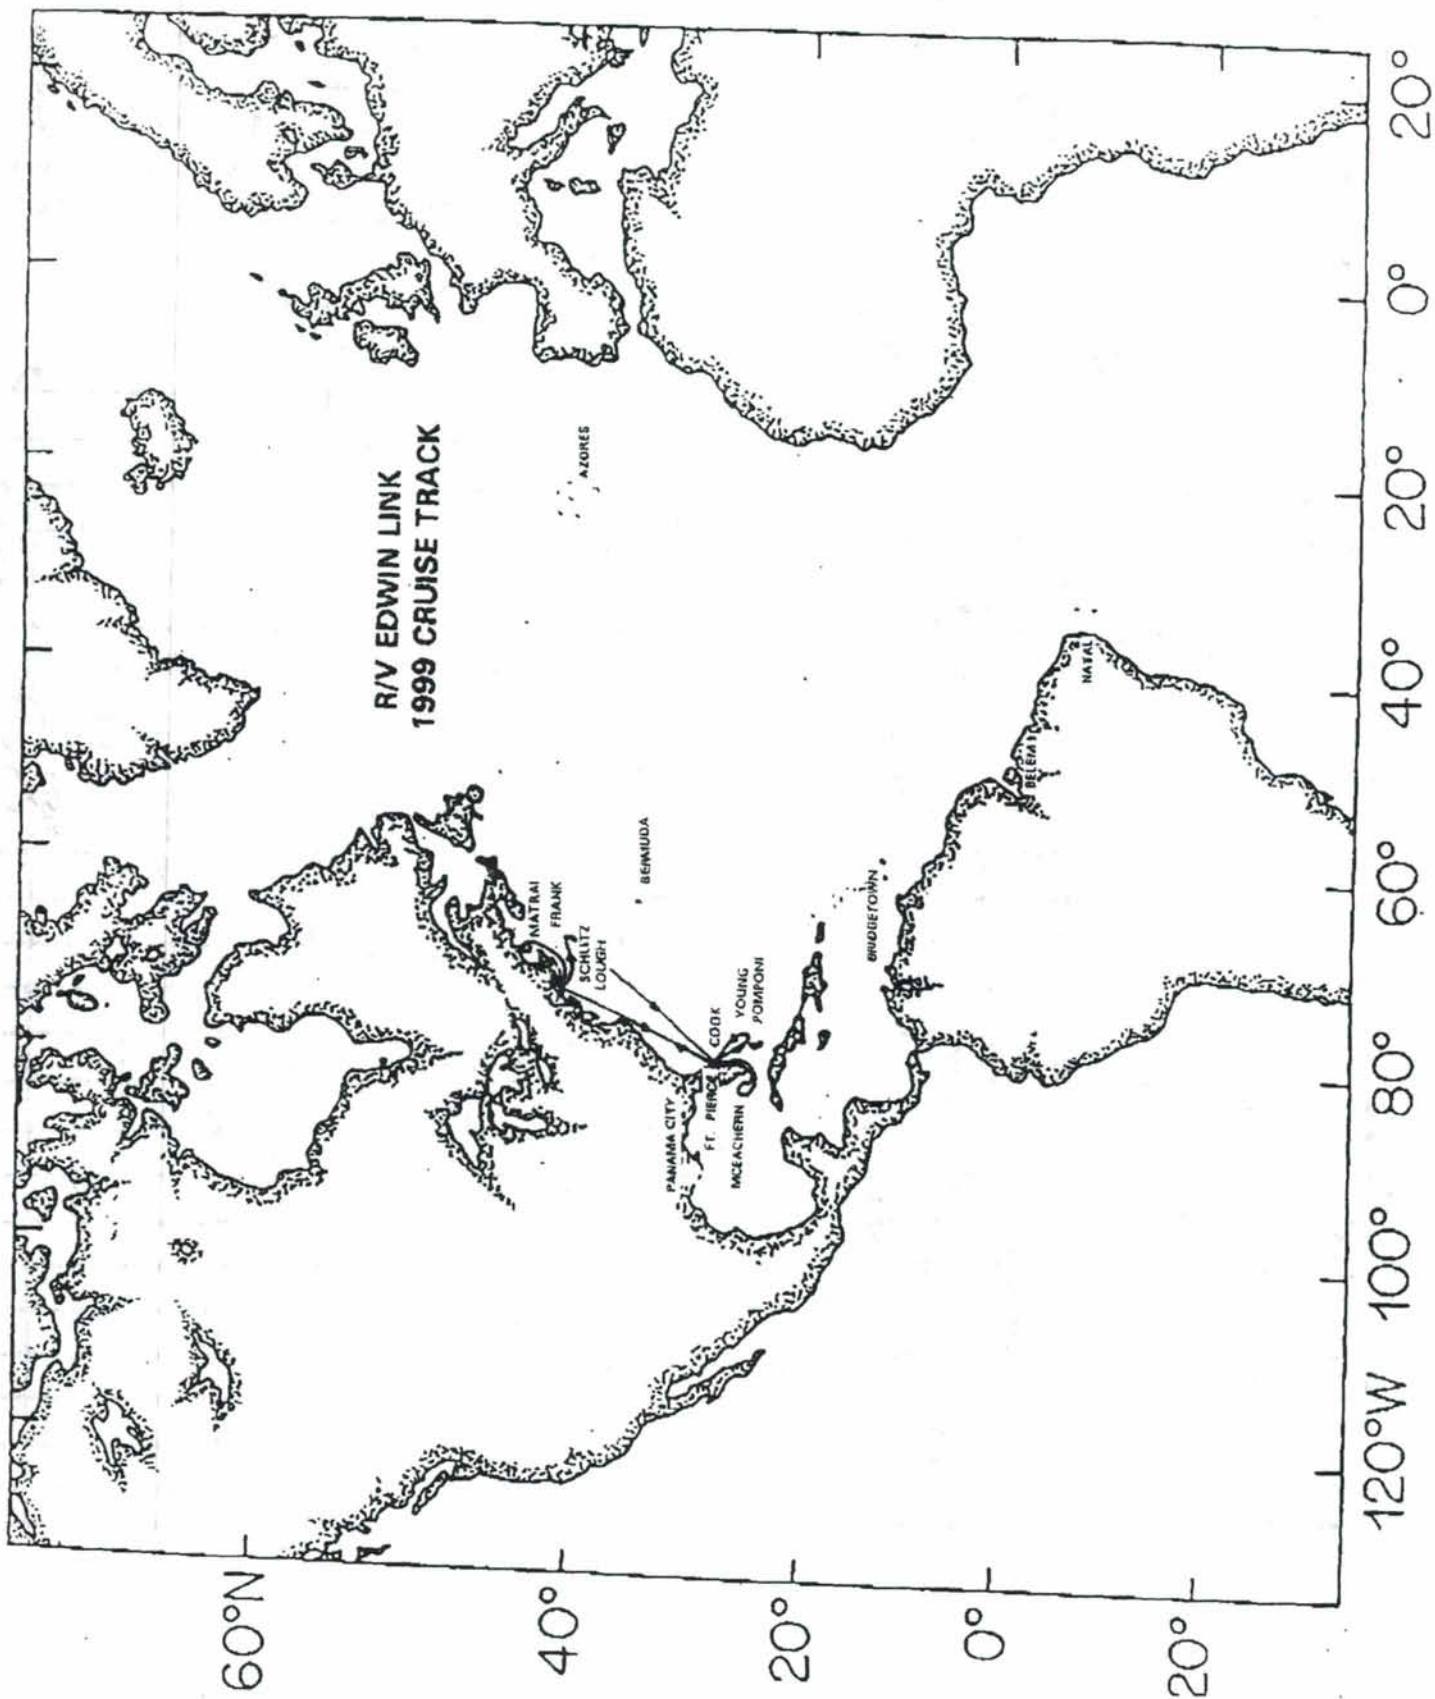 R/V EDWIN LINK
1999 CRUISE TRACK
AZORES
MATRAI
FRANK
SCHLITZ
LOUGH
BERMUDA
PANAMA CITY
FT. PIERCE
COOK
MCEACHERN
YOUNG
POMPONI
BRIDGETOWN
BELEM
NATAL
60°N
40°
20°
0°
20°
120°W
100°
80°
60°
40°
20°
0°
20°